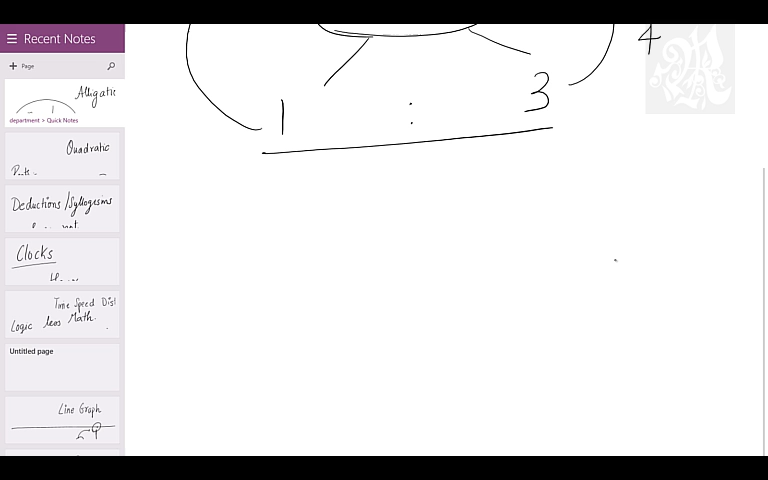 Recent Notes
+ Page
Alligatio
department > Quick Notes
Quadratic
Deductions/Syllogisms
Clocks
Time Speed Dist
Logic less Math.
Untitled page
Line Graph
4
1 : 3